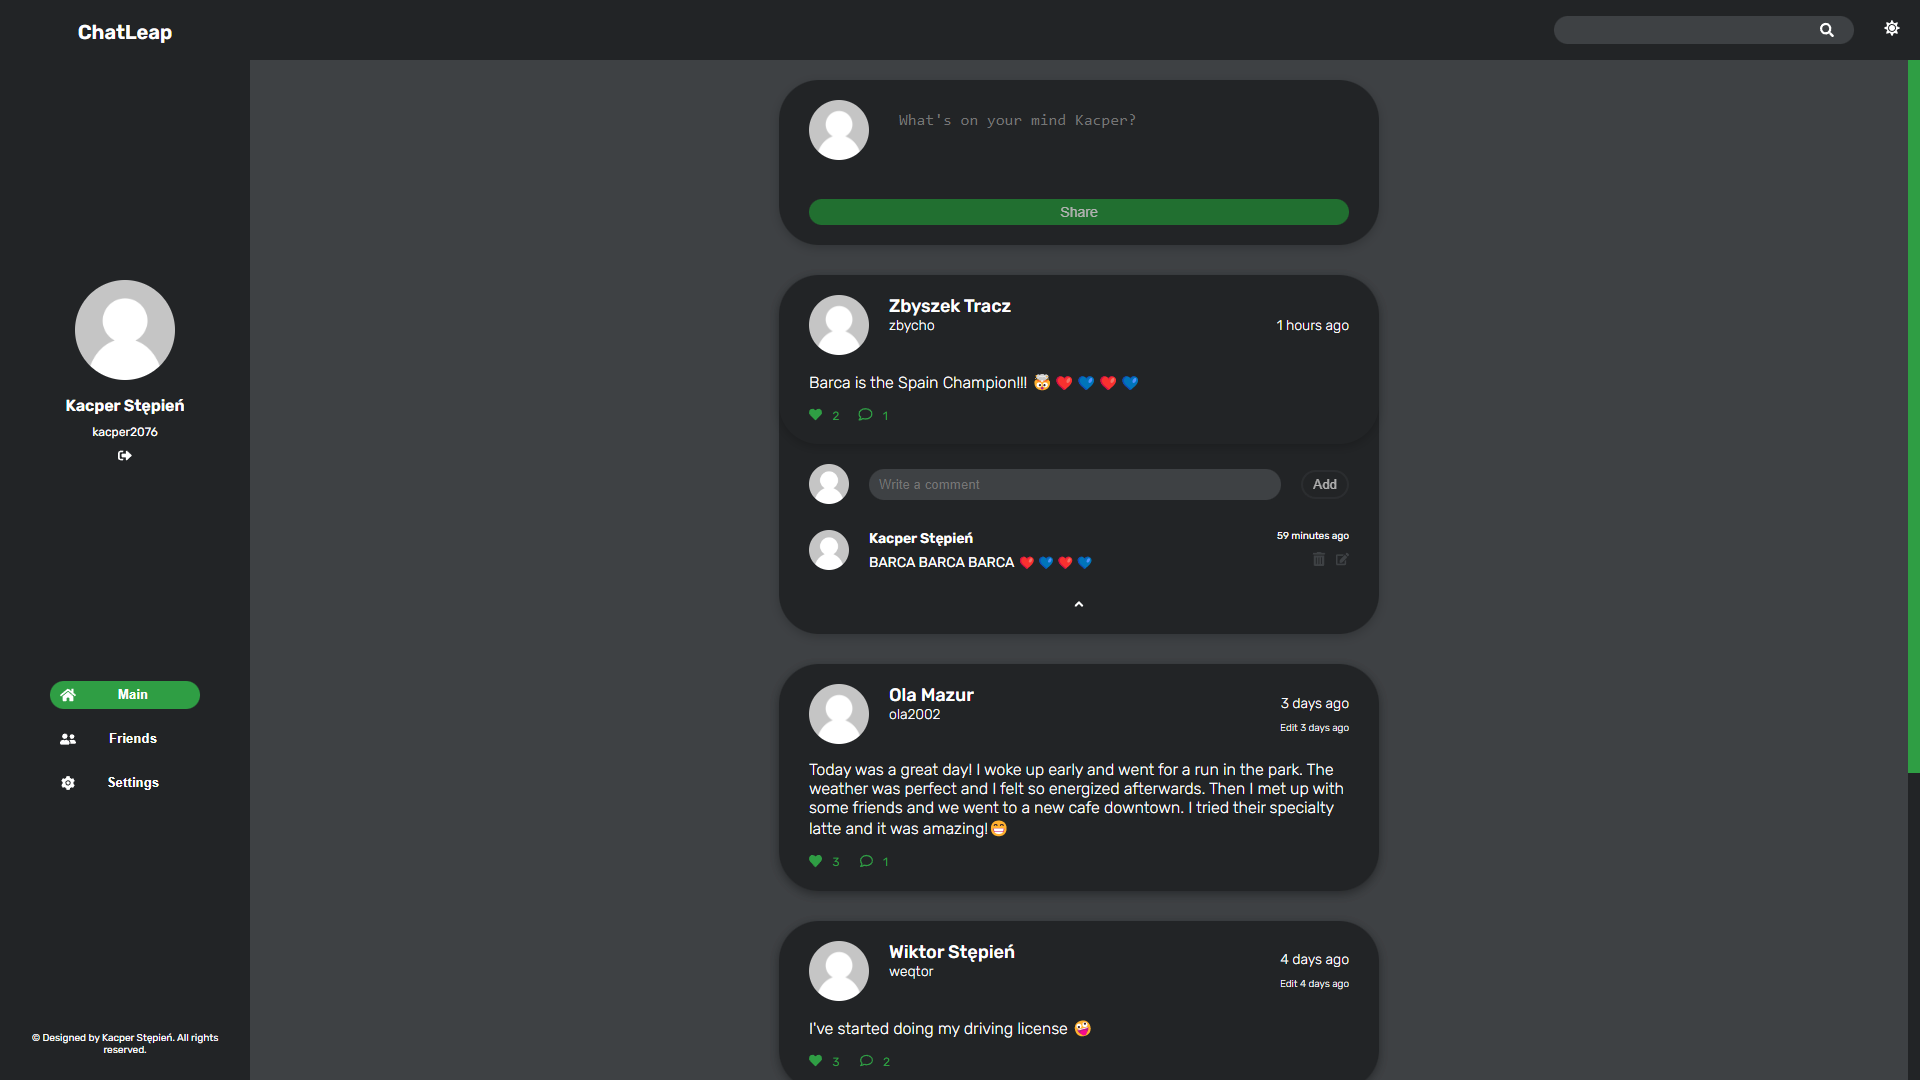 ChatLeap
What's on your mind Kacper?
Share
Zbyszek Tracz
zbycho
1 hours ago
Barca is the Spain Champion!!! 🤯❤️💙❤️💙
2 1
Write a comment
Add
Kacper Stępień
59 minutes ago
BARCA BARCA BARCA ❤️💙❤️💙
Ola Mazur
ola2002
3 days ago
Edit 3 days ago
Today was a great day! I woke up early and went for a run in the park. The
weather was perfect and I felt so energized afterwards. Then I met up with
some friends and we went to a new cafe downtown. I tried their specialty
latte and it was amazing!😁
3 1
Wiktor Stępień
weqtor
4 days ago
Edit 4 days ago
I've started doing my driving license 🤪
3 2
Kacper Stępień
kacper2076
Main
Friends
Settings
© Designed by Kacper Stępień. All rights
reserved.